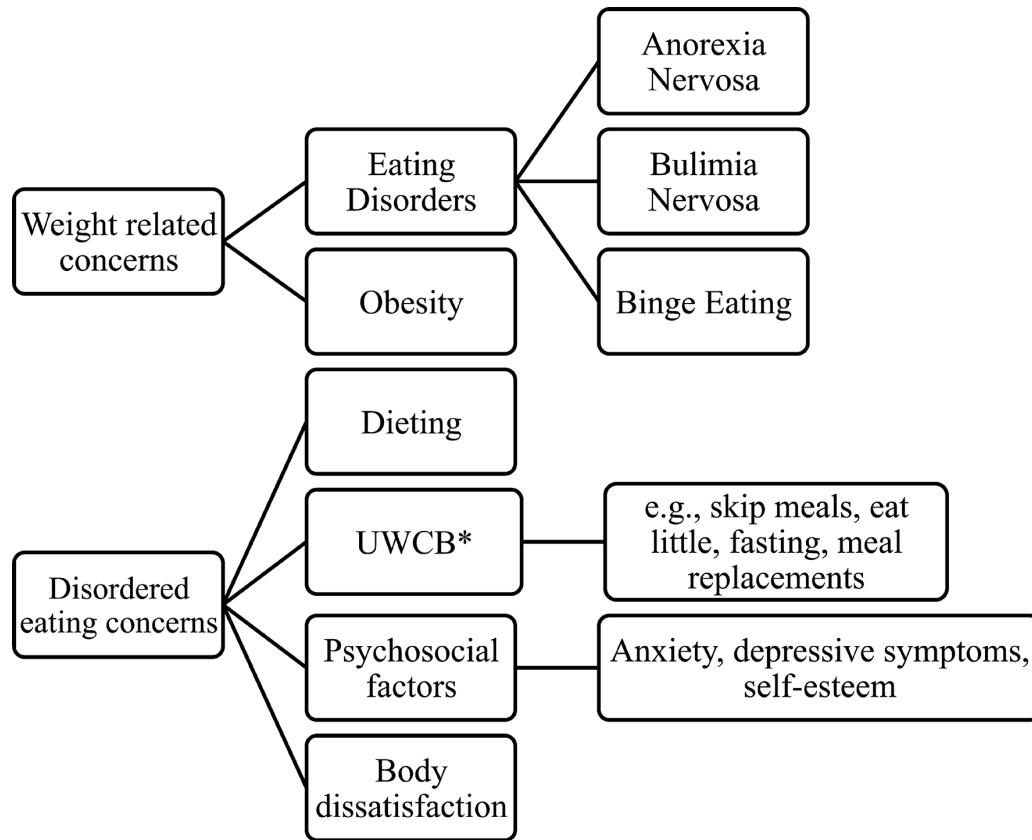 Anorexia
Nervosa
Eating
Disorders
Bulimia
Nervosa
Weight related
concerns
Obesity
Binge Eating
Dieting
UWCB*
e.g., skip meals, eat
little, fasting, meal
replacements
Disordered
eating concerns
Psychosocial
factors
Anxiety, depressive symptoms,
self-esteem
Body
dissatisfaction